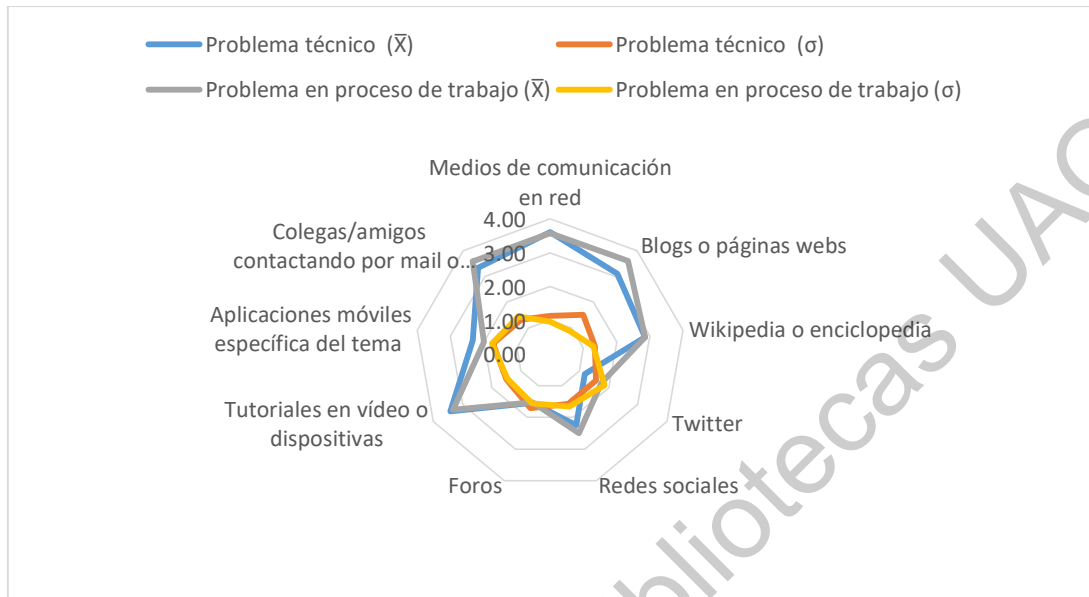 Problema técnico (X̅)
Problema técnico (σ)
Problema en proceso de trabajo (X̅)
Problema en proceso de trabajo (σ)
Medios de comunicación
en red
4.00
3.00
2.00
1.00
0.00
Blogs o páginas webs
Wikipedia o enciclopedia
Twitter
Redes sociales
Foros
Tutoriales en vídeo o
dispositivas
Aplicaciones móviles
específica del tema
Colegas/amigos
contactando por mail o...
bliotecas UAQ